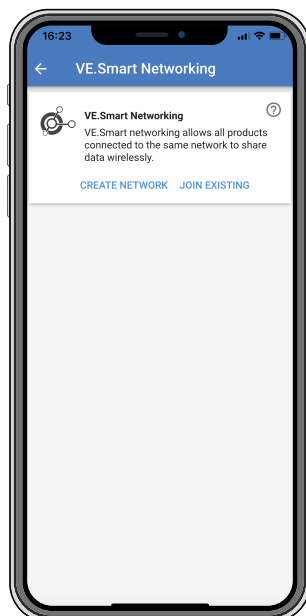 16:23
VE.Smart Networking
VE.Smart Networking
VE.Smart networking allows all products
connected to the same network to share
data wirelessly.
CREATE NETWORK JOIN EXISTING